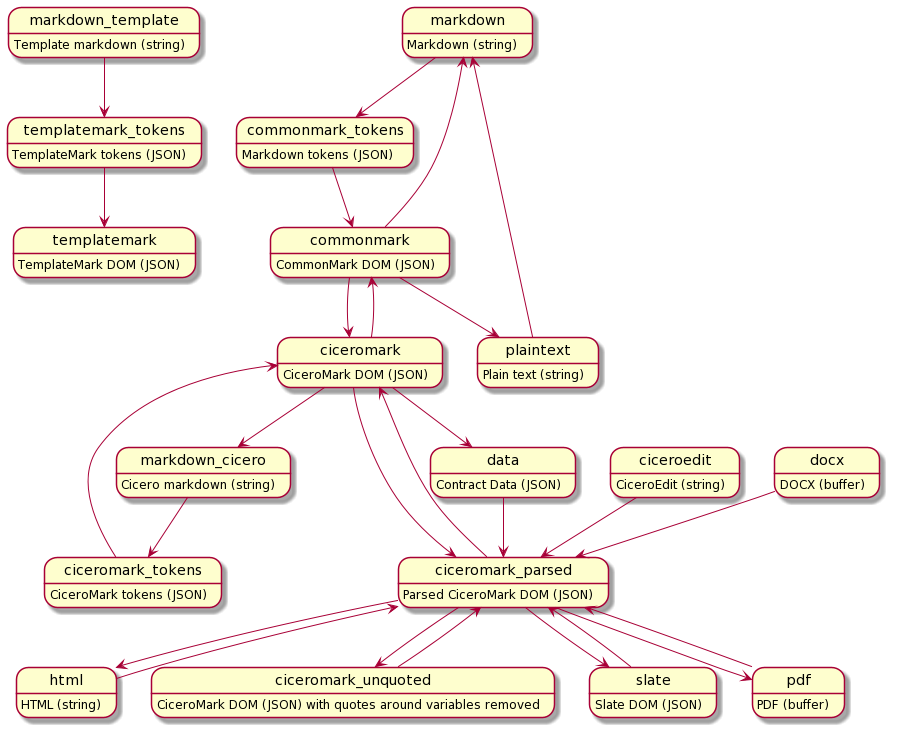 markdown_template
Template markdown (string)
markdown
Markdown (string)
templatemark_tokens
TemplateMark tokens (JSON)
commonmark_tokens
Markdown tokens (JSON)
templatemark
TemplateMark DOM (JSON)
commonmark
CommonMark DOM (JSON)
ciceromark
CiceroMark DOM (JSON)
plaintext
Plain text (string)
markdown_cicero
Cicero markdown (string)
data
Contract Data (JSON)
ciceroedit
CiceroEdit (string)
docx
DOCX (buffer)
ciceromark_tokens
CiceroMark tokens (JSON)
ciceromark_parsed
Parsed CiceroMark DOM (JSON)
html
HTML (string)
ciceromark_unquoted
CiceroMark DOM (JSON) with quotes around variables removed
slate
Slate DOM (JSON)
pdf
PDF (buffer)